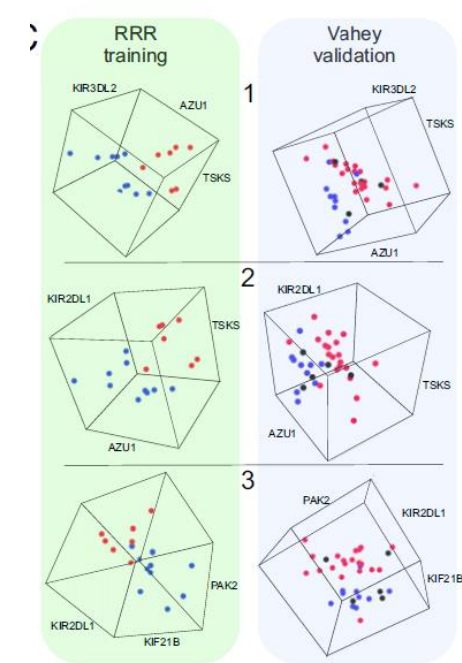 C
RRR
training
Vahey
validation
1
KIR3DL2
AZU1
TSKS
KIR3DL2
TSKS
AZU1
2
KIR2DL1
TSKS
AZU1
KIR2DL1
TSKS
AZU1
3
PAK2
KIR2DL1
KIF21B
PAK2
KIR2DL1
KIF21B